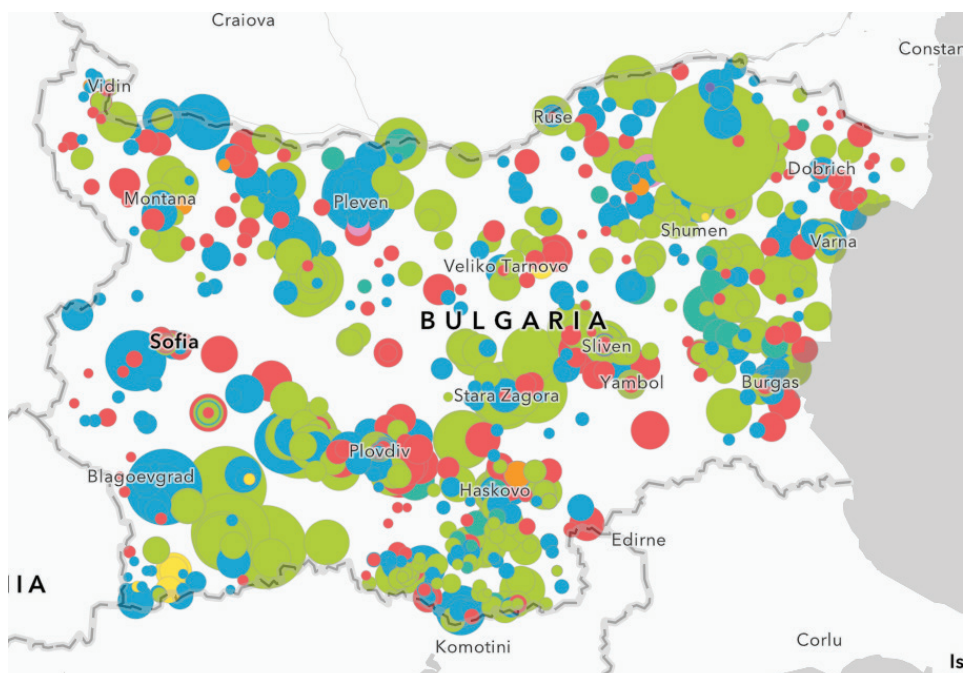 Craiova
Constan
Vidin
Ruse
Dobrich
Montana
Pleven
Shumen
Varna
Veliko Tarnovo
BULGARIA
Sofia
Sliven
Yambol
Burgas
Stara Zagora
Plovdiv
Blagoevgrad
Haskovo
Edirne
IIA
Komotini
Corlu
Is